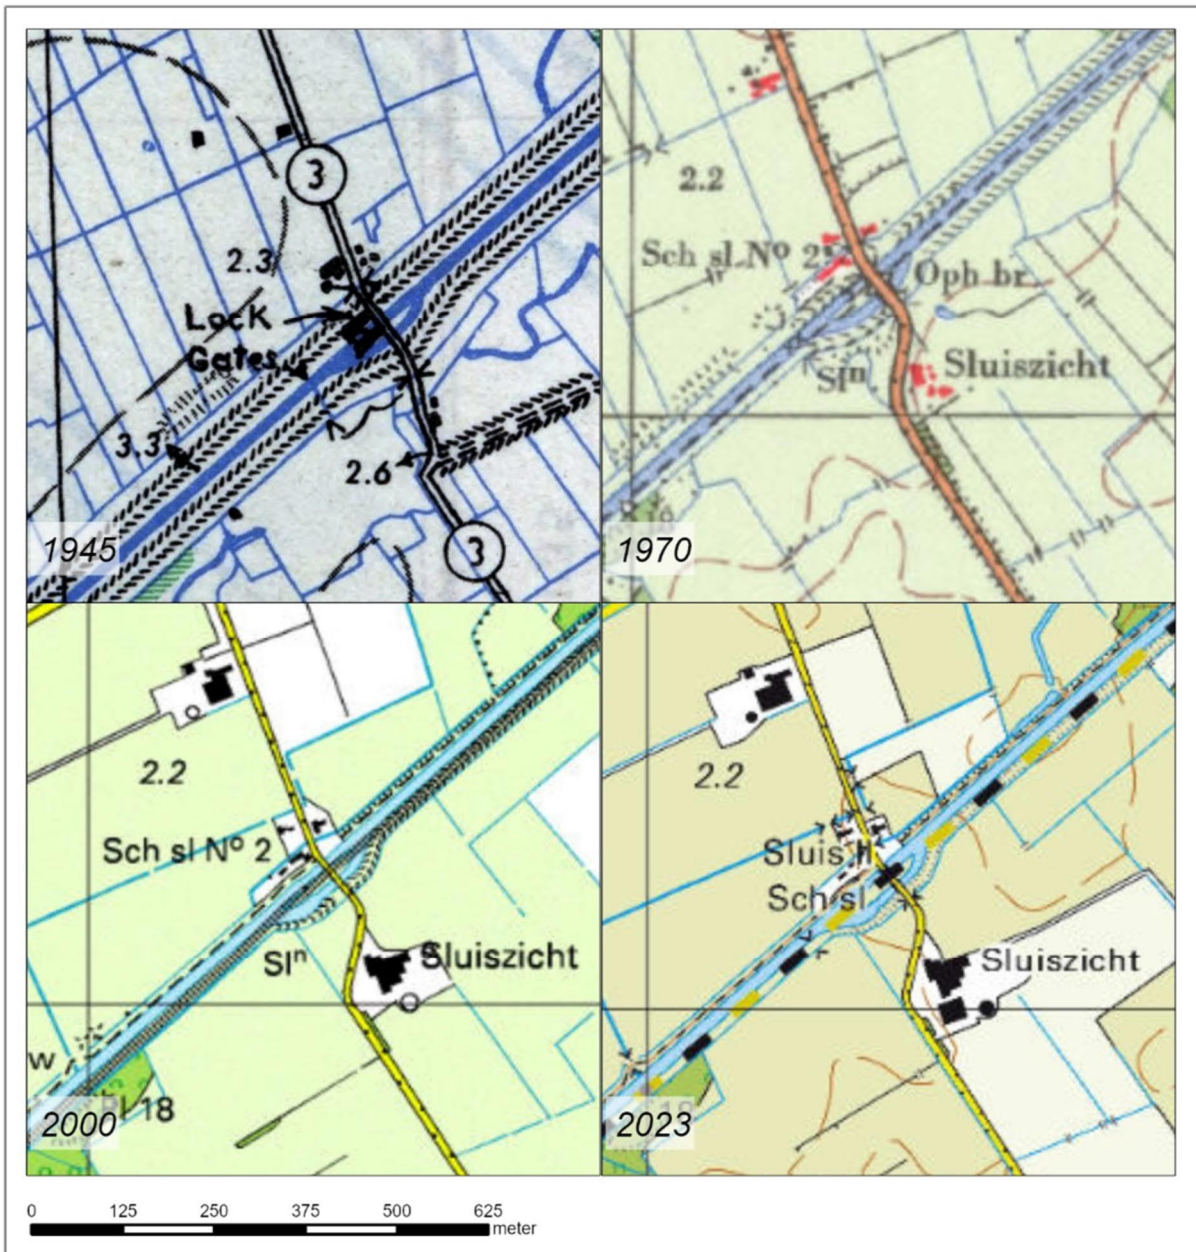 3
2.3
Lock
Gates
3.3
2.6
1945
3
2.2
Sch sl. Nº 2
Oph br.
Slⁿ
Sluiszicht
1970
2.2
Sch sl Nº 2
Slⁿ
Sluiszicht
w
Pl 18
2000
2.2
Sluis II
Sch sl
Sluiszicht
2023
0 125 250 375 500 625
meter